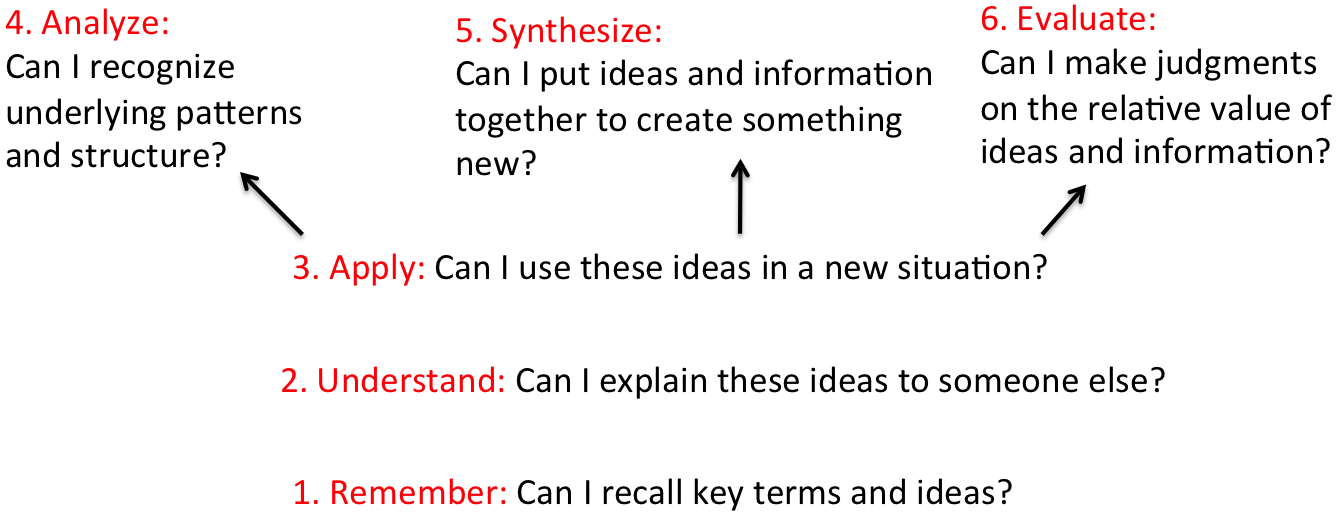 4. Analyze:
Can I recognize
underlying patterns
and structure?
5. Synthesize:
Can I put ideas and information
together to create something
new?
6. Evaluate:
Can I make judgments
on the relative value of
ideas and information?
3. Apply: Can I use these ideas in a new situation?
2. Understand: Can I explain these ideas to someone else?
1. Remember: Can I recall key terms and ideas?